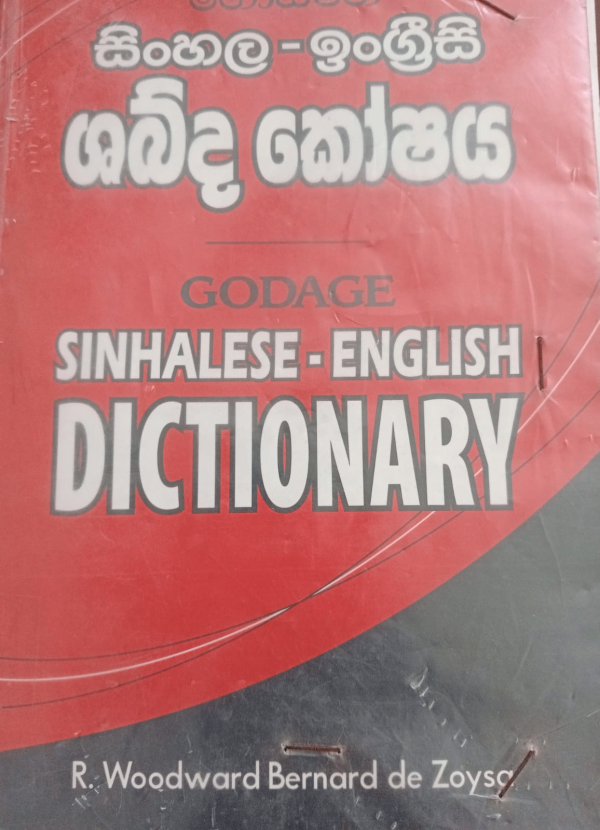 සිංහල - ඉංග්‍රීසි
ශබ්ද කෝෂය
GODAGE
SINHALESE - ENGLISH
DICTIONARY
R. Woodward Bernard de Zoysa